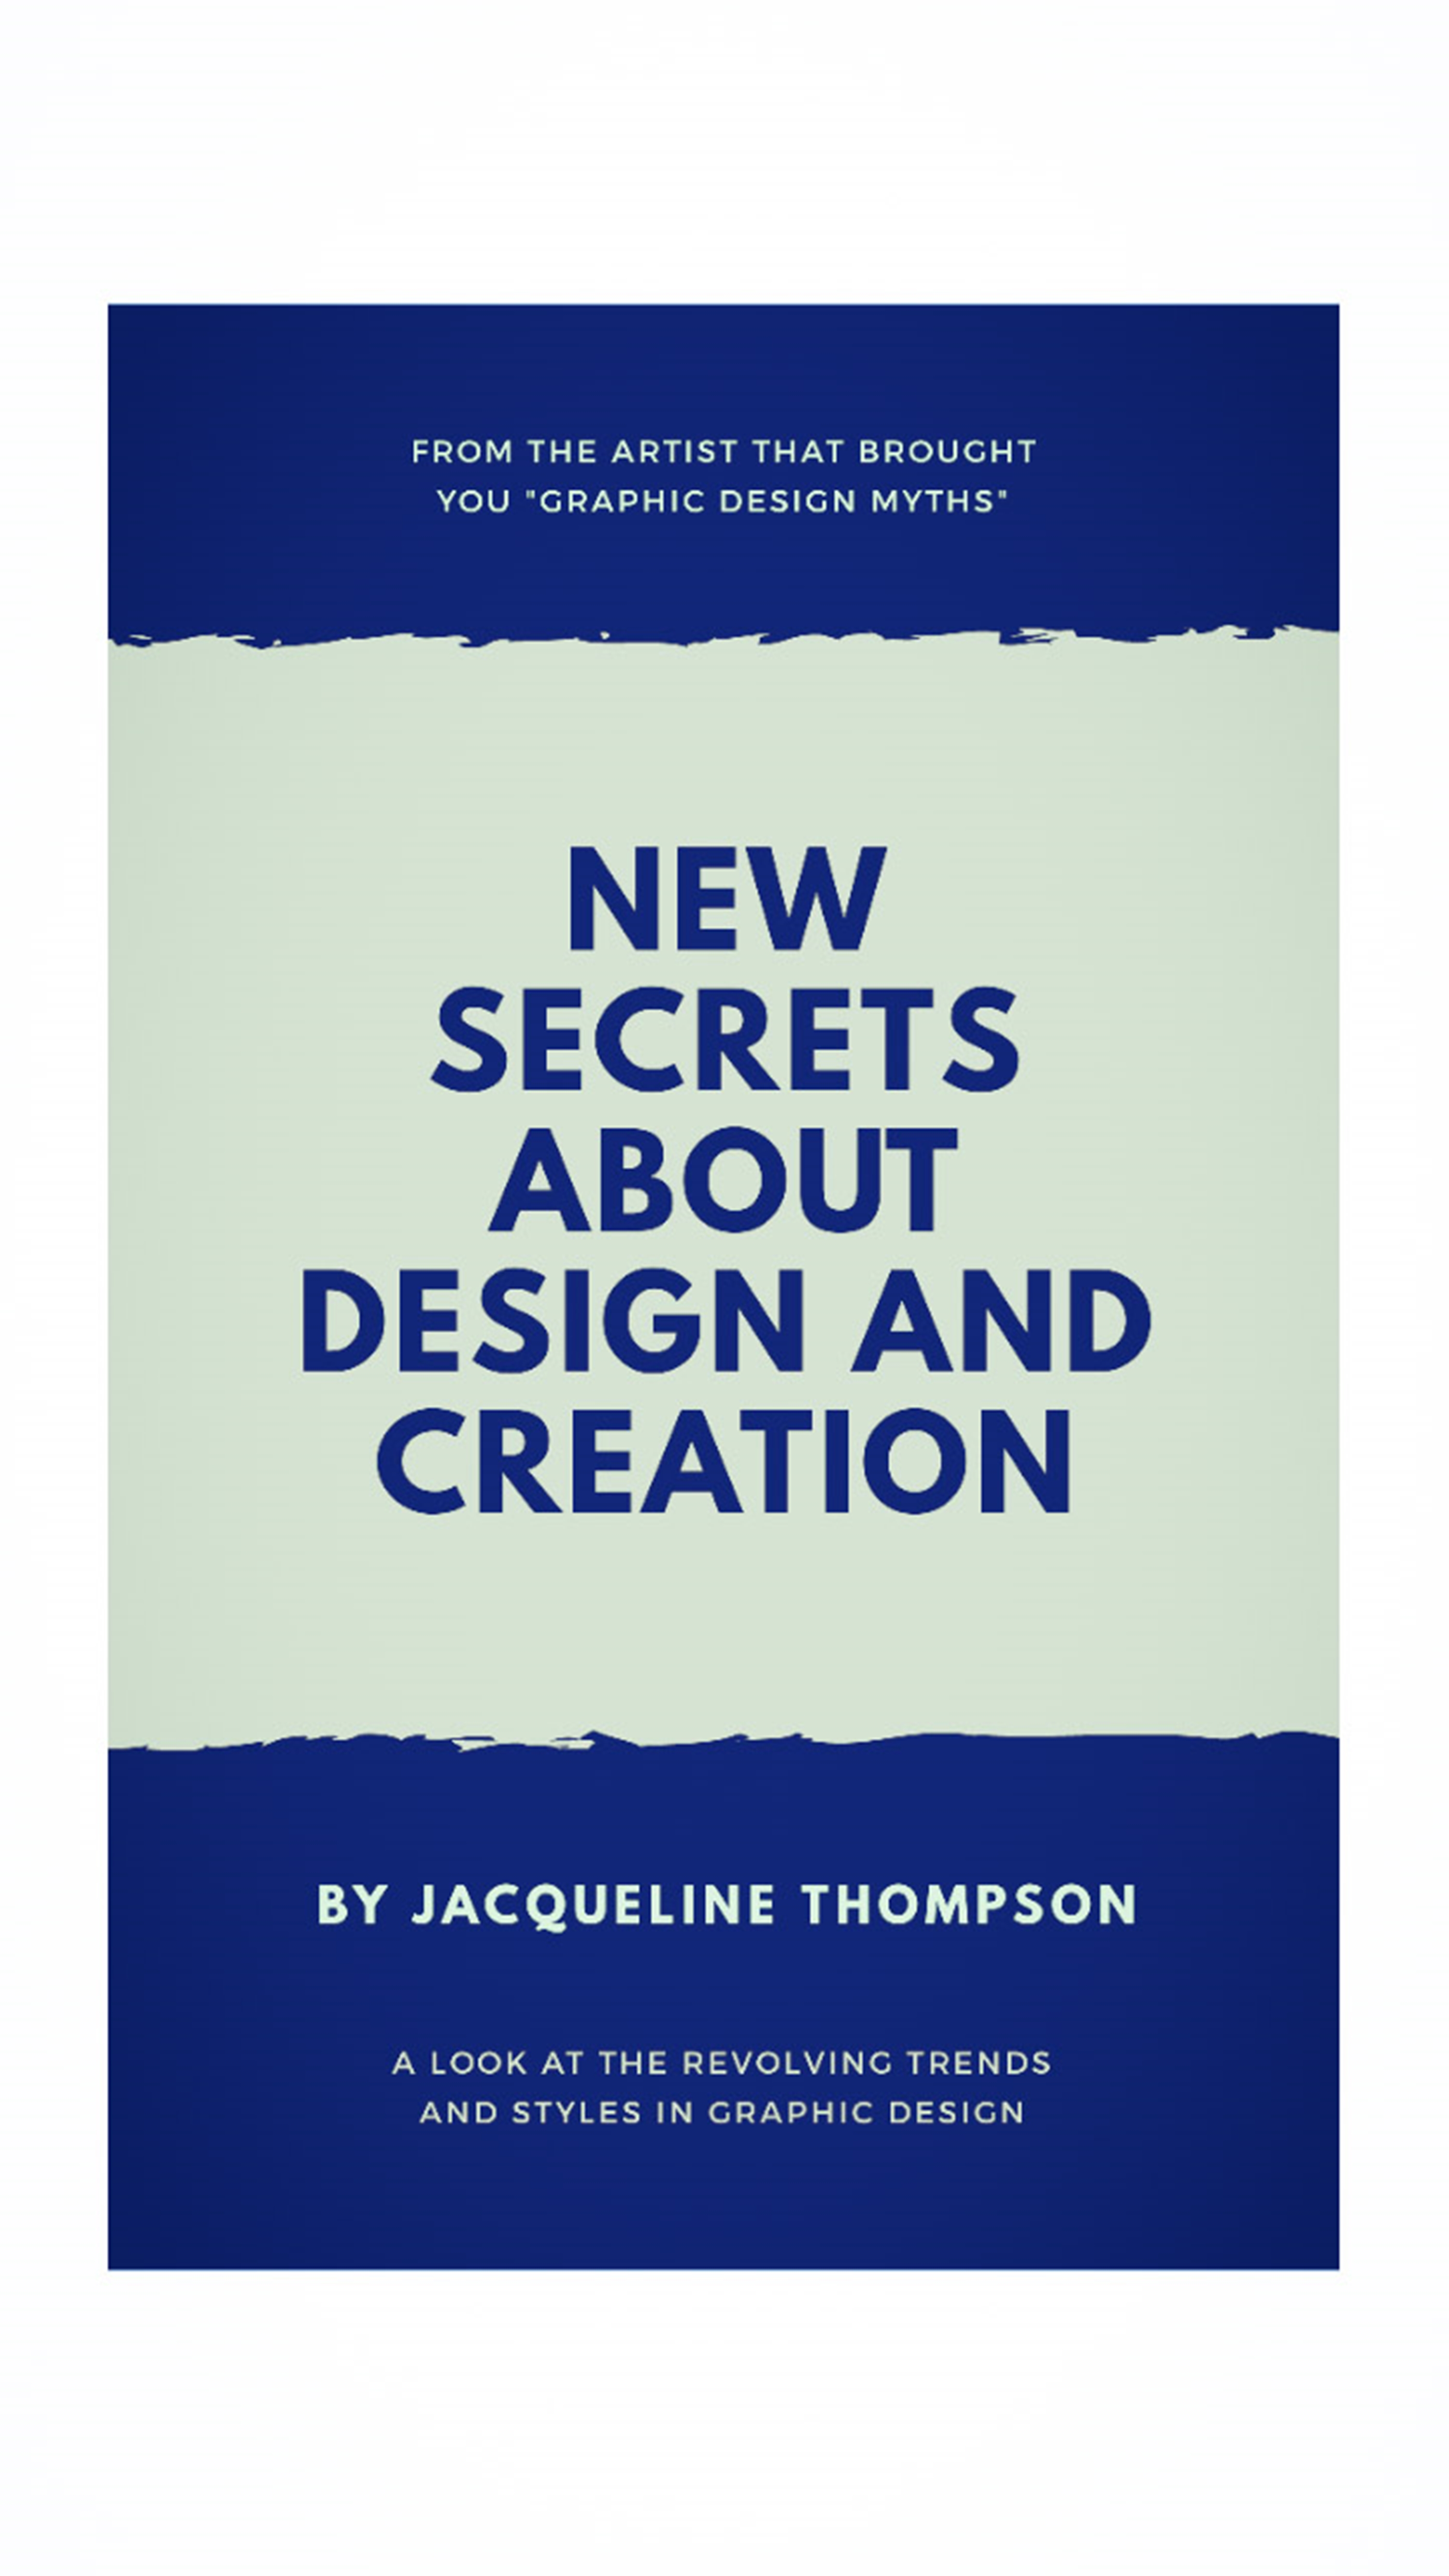 FROM THE ARTIST THAT BROUGHT
YOU "GRAPHIC DESIGN MYTHS"
NEW
SECRETS
ABOUT
DESIGN AND
CREATION
BY JACQUELINE THOMPSON
A LOOK AT THE REVOLVING TRENDS
AND STYLES IN GRAPHIC DESIGN